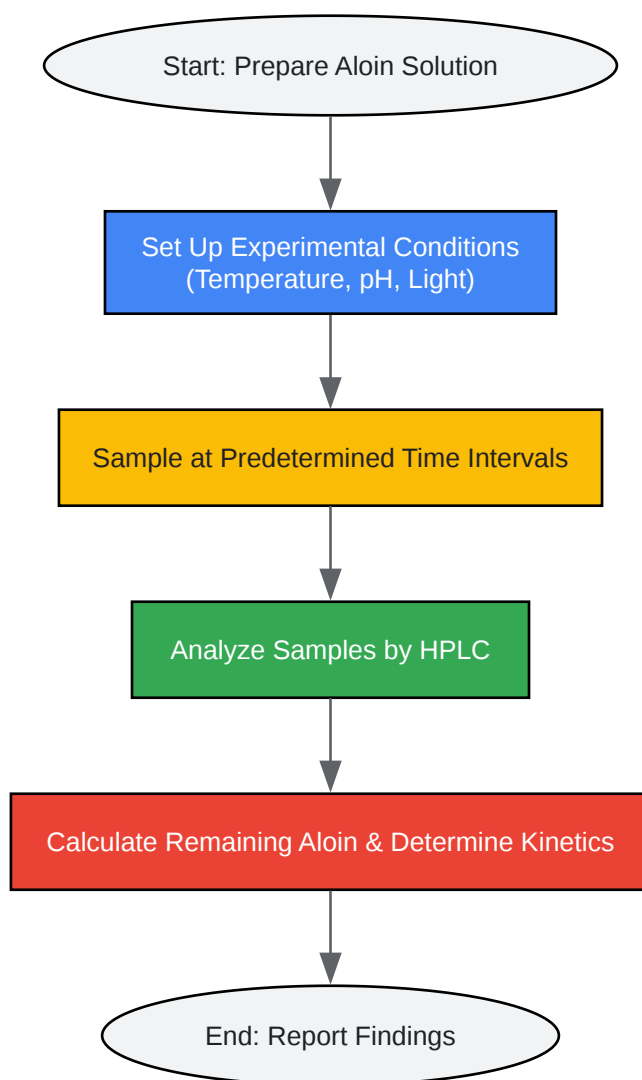 Start: Prepare Aloin Solution
Set Up Experimental Conditions
(Temperature, pH, Light)
Sample at Predetermined Time Intervals
Analyze Samples by HPLC
Calculate Remaining Aloin & Determine Kinetics
End: Report Findings